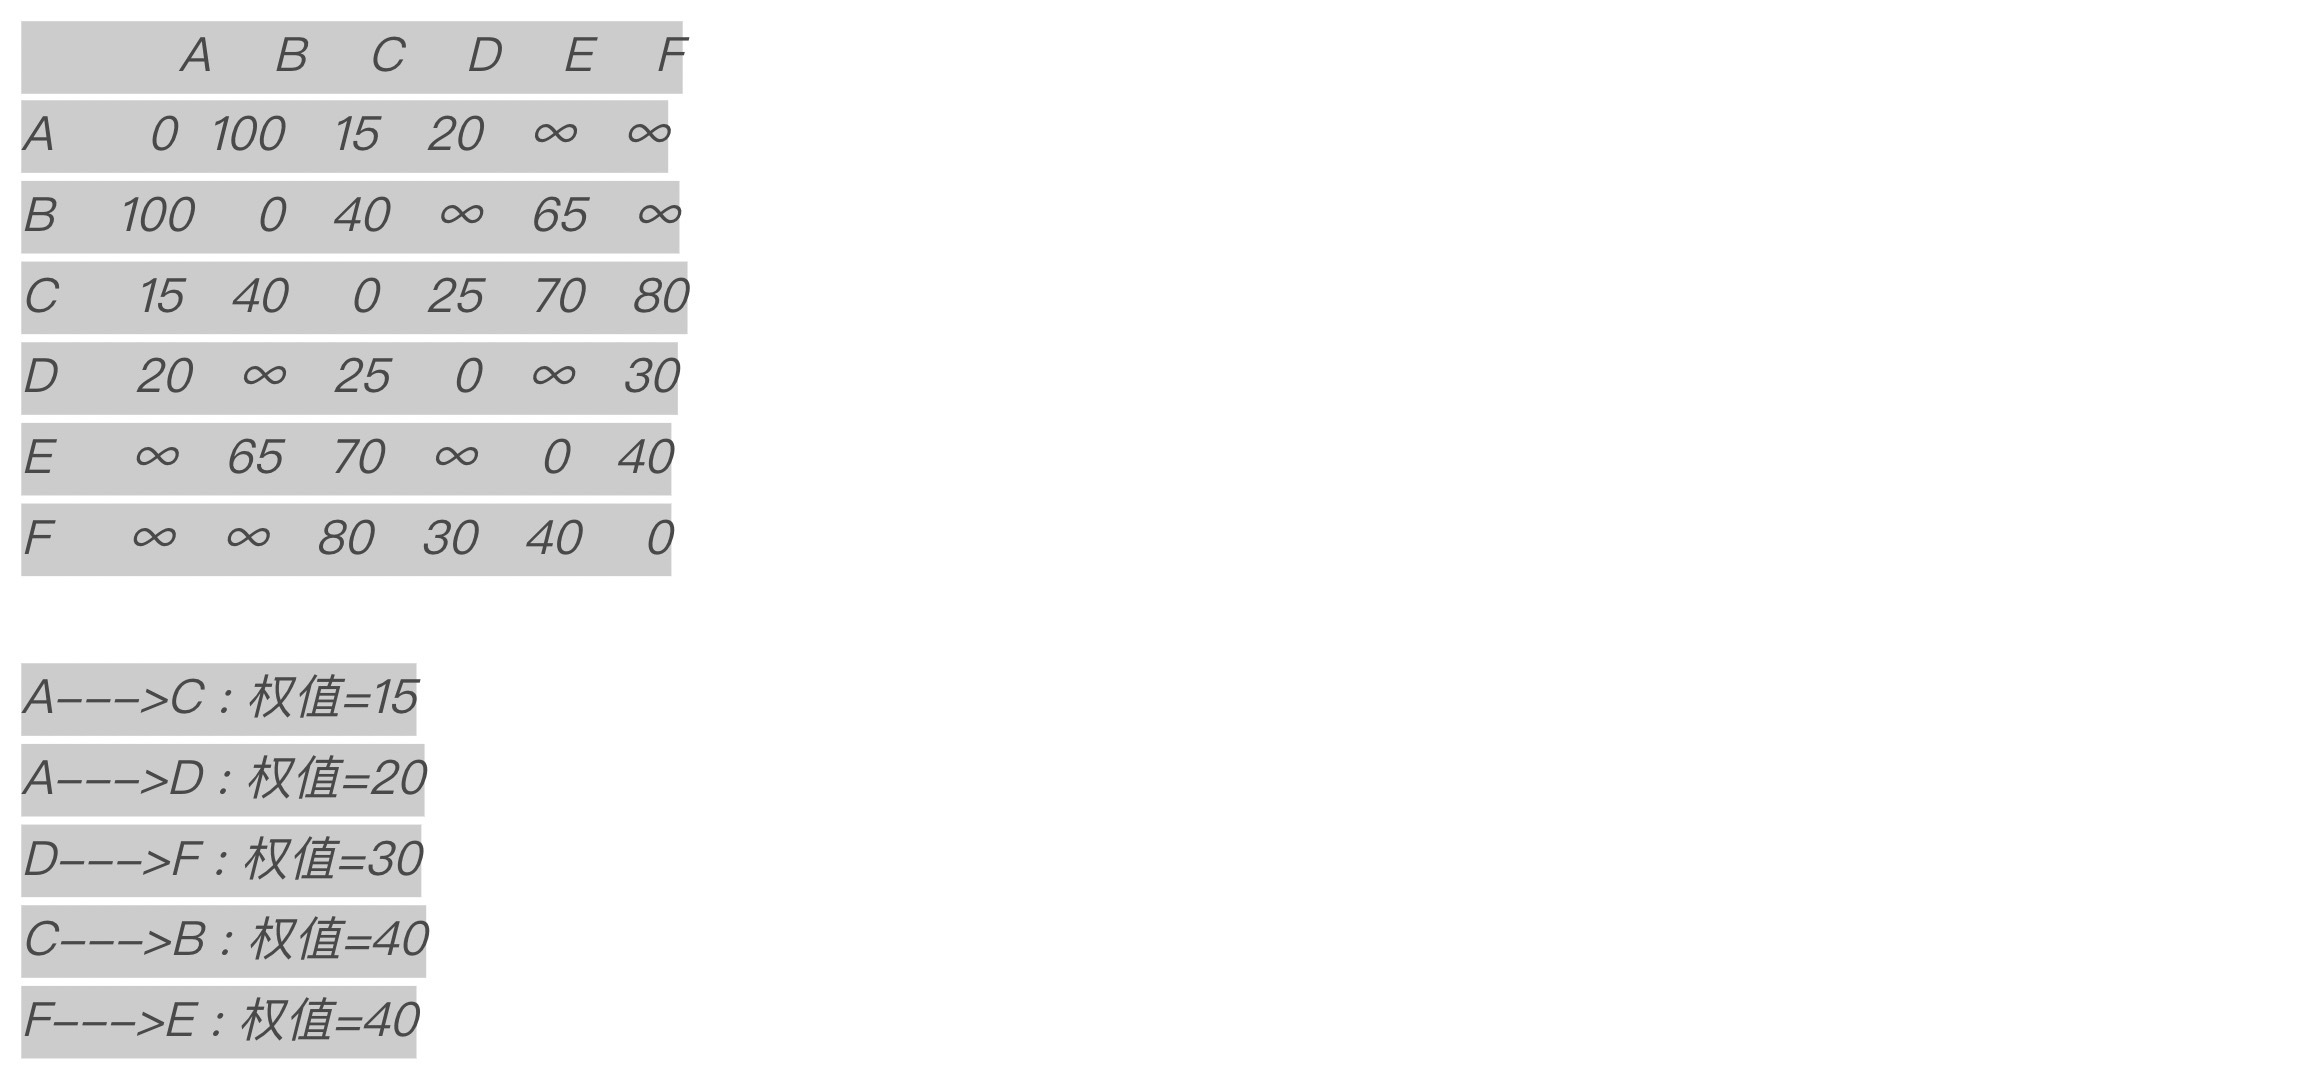 A B C D E F
A 0 100 15 20 ∞ ∞
B 100 0 40 ∞ 65 ∞
C 15 40 0 25 70 80
D 20 ∞ 25 0 ∞ 30
E ∞ 65 70 ∞ 0 40
F ∞ ∞ 80 30 40 0
A--->C : 权值=15
A--->D : 权值=20
D--->F : 权值=30
C--->B : 权值=40
F--->E : 权值=40